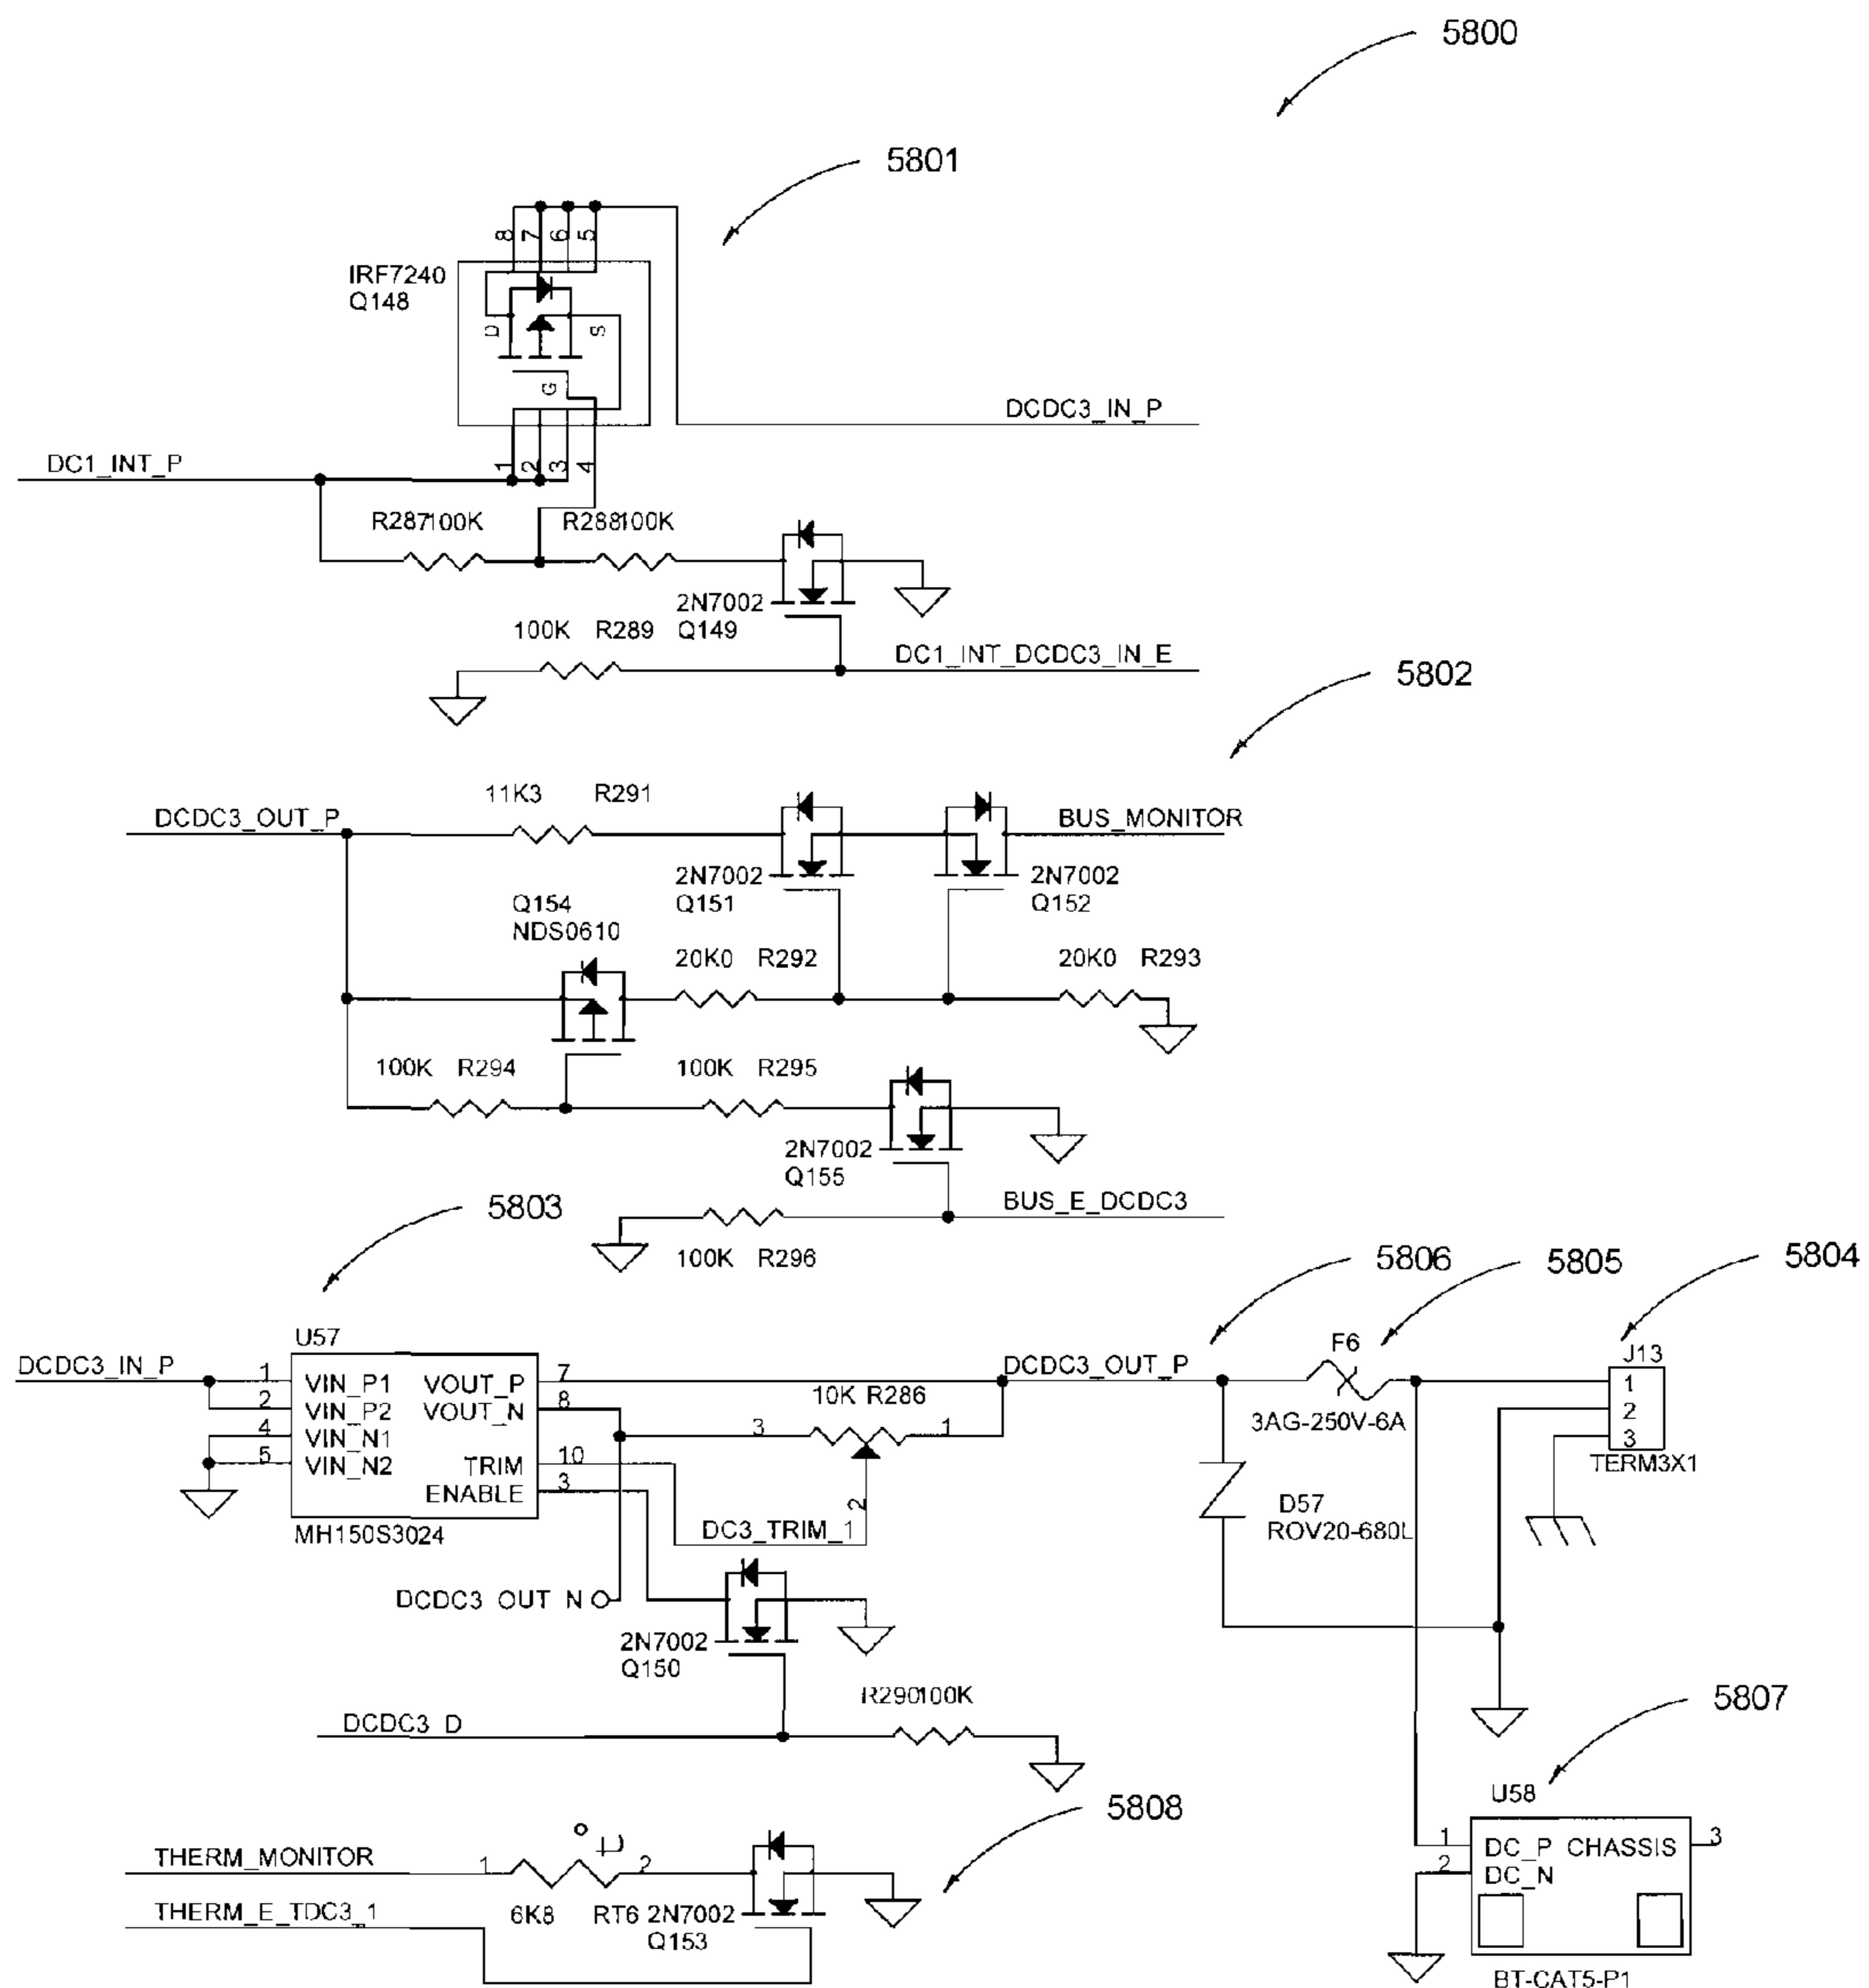 5800
5801
8 7 6 5
IRF7240
Q148
D S
G
DCDC3_IN_P
DC1_INT_P
1 2 3 4
R287100K R288100K
2N7002
Q149
100K R289
DC1_INT_DCDC3_IN_E
5802
11K3 R291
DCDC3_OUT_P
BUS_MONITOR
2N7002
Q151
2N7002
Q152
Q154
NDS0610
20K0 R292
20K0 R293
100K R294
100K R295
2N7002
Q155
BUS_E_DCDC3
100K R296
5803
5806
5805
5804
U57
F6
J13
DCDC3_IN_P
1 VIN_P1 VOUT_P 7
2 VIN_P2 VOUT_N 8
4 VIN_N1
5 VIN_N2 TRIM 10
ENABLE 3
MH150S3024
DCDC3_OUT_P
10K R286
3 1
2
3AG-250V-6A
1
2
3
TERM3X1
D57
ROV20-680L
DC3_TRIM_1
DCDC3_OUT_N
2N7002
Q150
R290100K
DCDC3_D
5807
U58
5808
THERM_MONITOR
1 2
THERM_E_TDC3_1
6K8 RT6 2N7002
Q153
1 DC_P CHASSIS 3
2 DC_N
BT-CAT5-P1